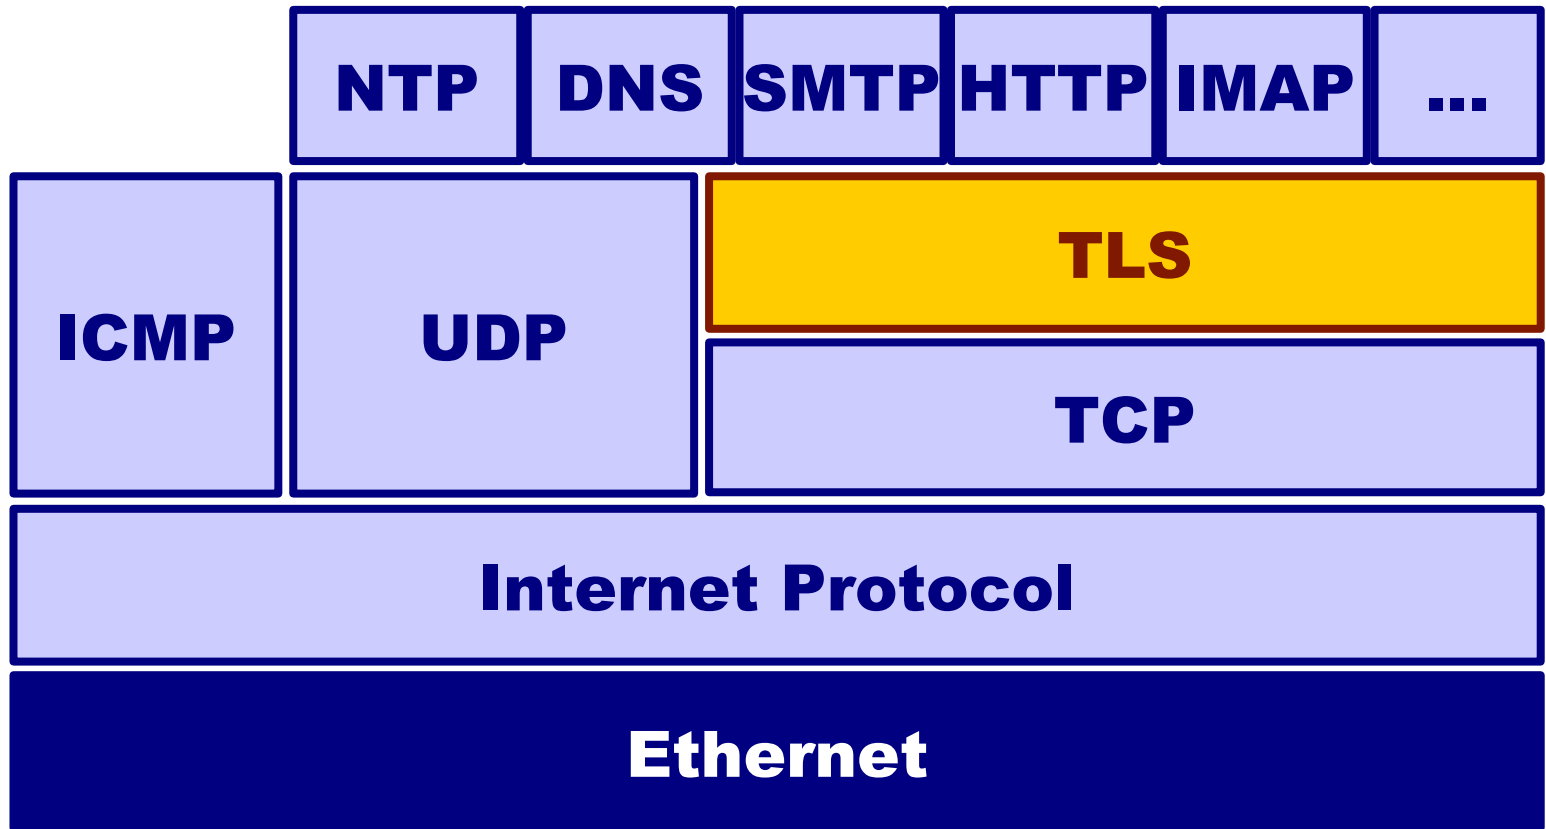 NTP DNS SMTP HTTP IMAP ...
TLS
ICMP UDP
TCP
Internet Protocol
Ethernet